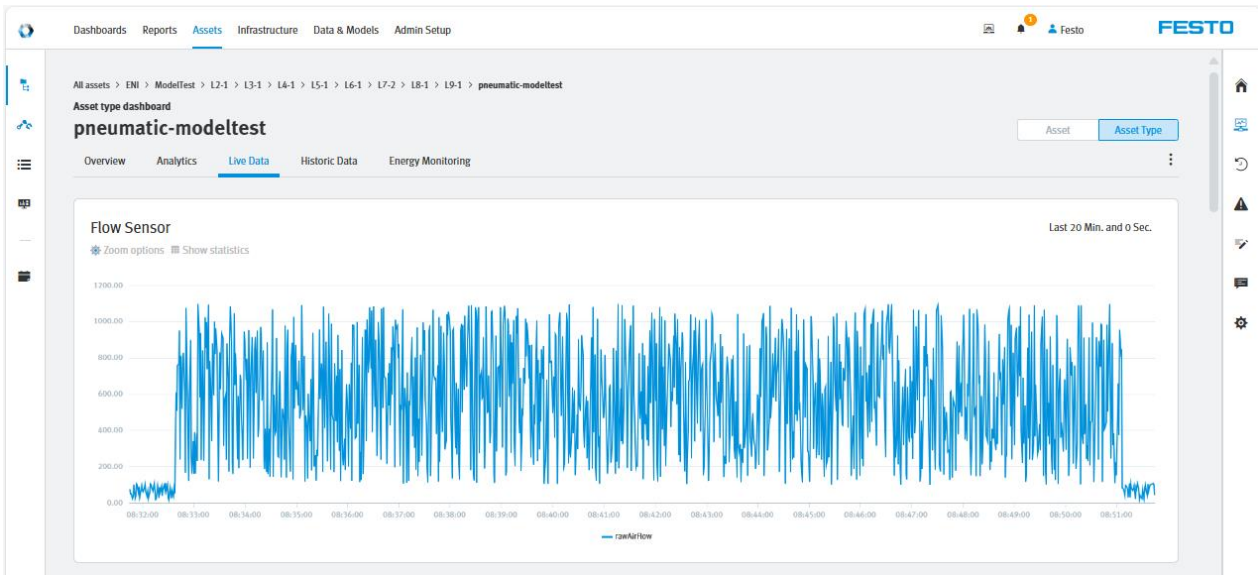 Dashboards Reports Assets Infrastructure Data & Models Admin Setup 1 Festo FESTO
All assets > ENI > ModelTest > L2-1 > L3-1 > L4-1 > L5-1 > L6-1 > L7-2 > L8-1 > L9-1 > pneumatic-modeltest
Asset type dashboard
pneumatic-modeltest
Asset Asset Type
Overview Analytics Live Data Historic Data Energy Monitoring
Flow Sensor
Last 20 Min. and 0 Sec.
Zoom options Show statistics
1200.00
1000.00
800.00
600.00
400.00
200.00
0.00
08:32:00 08:33:00 08:34:00 08:35:00 08:36:00 08:37:00 08:38:00 08:39:00 08:40:00 08:41:00 08:42:00 08:43:00 08:44:00 08:45:00 08:46:00 08:47:00 08:48:00 08:49:00 08:50:00 08:51:00
rawAirFlow